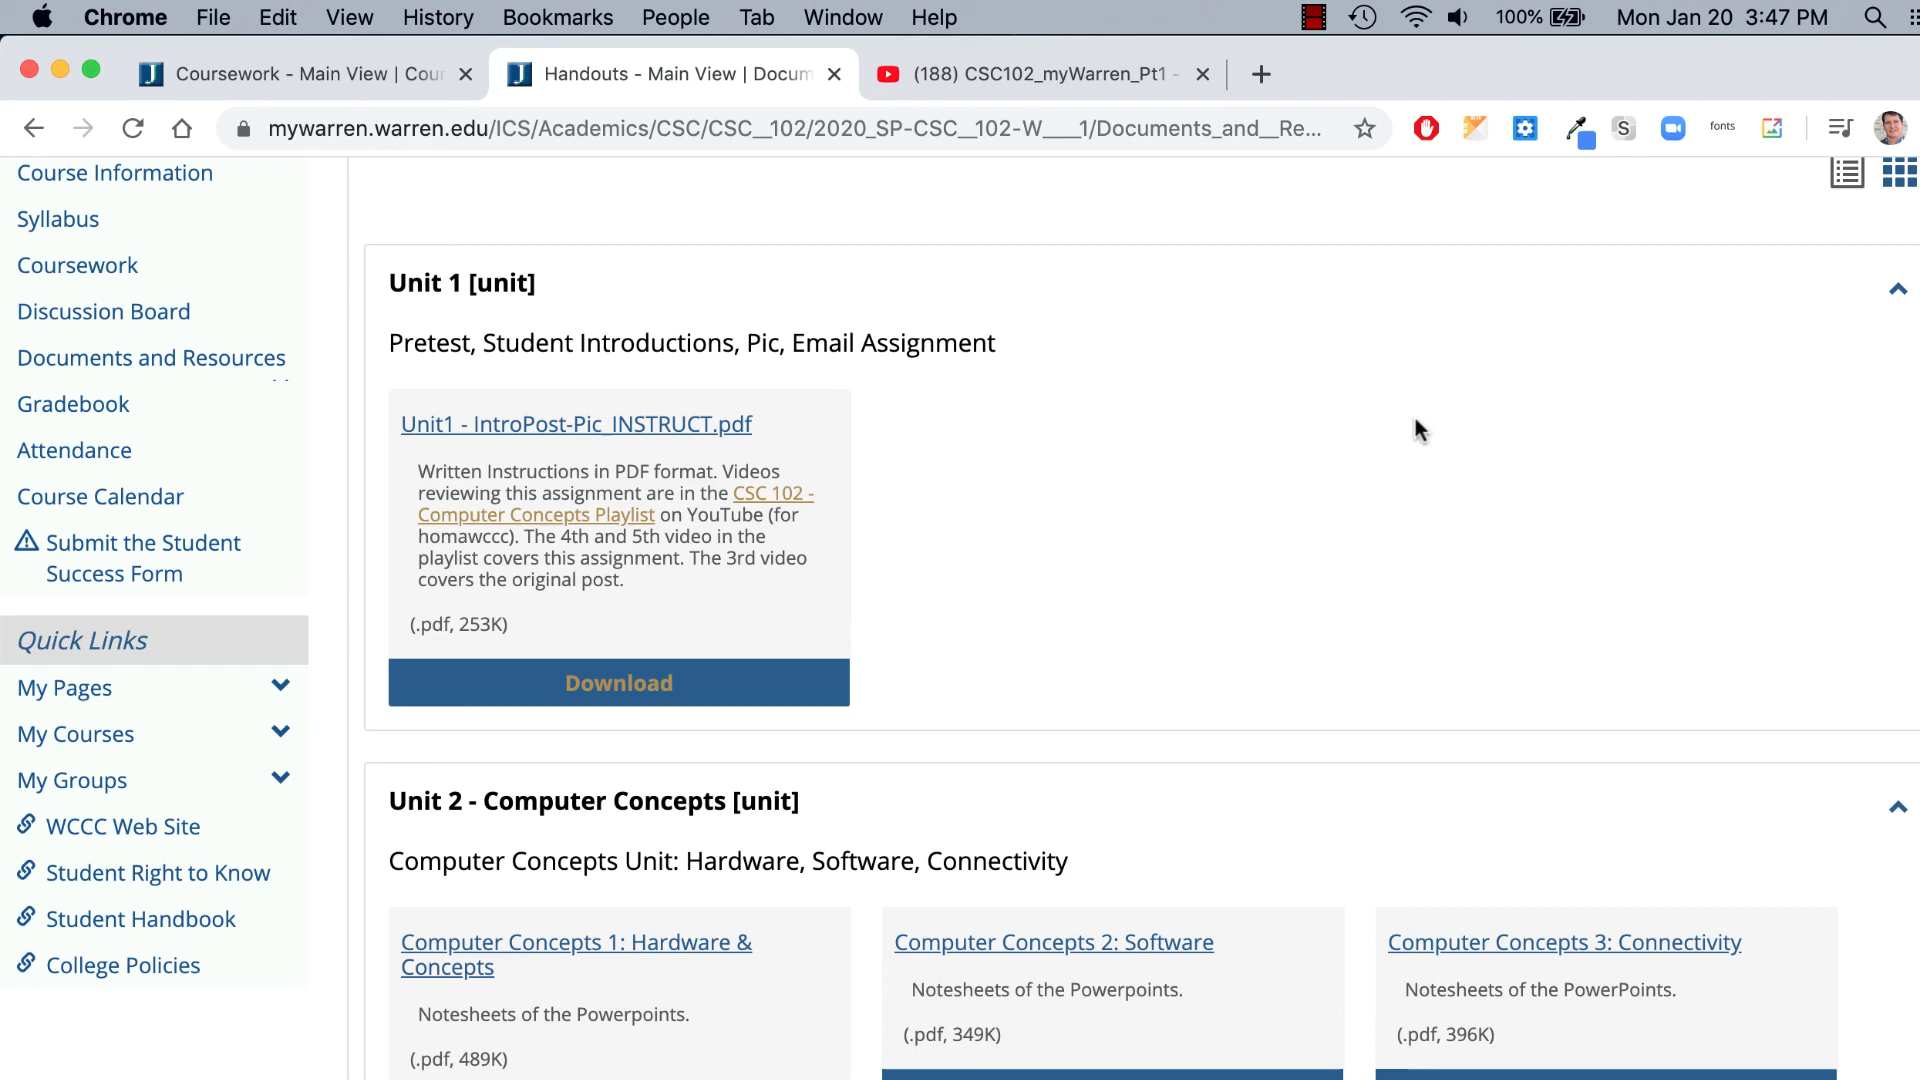 Chrome File Edit View History Bookmarks People Tab Window Help 100% Mon Jan 20 3:47 PM
Coursework - Main View | Cour
Handouts - Main View | Docum
(188) CSC102_myWarren_Pt1 -
mywarren.warren.edu/ICS/Academics/CSC/CSC__102/2020_SP-CSC__102-W____1/Documents_and__Re...
S
fonts
Course Information
Syllabus
Coursework
Discussion Board
Documents and Resources
Gradebook
Attendance
Course Calendar
Submit the Student
Success Form
Quick Links
My Pages
My Courses
My Groups
WCCC Web Site
Student Right to Know
Student Handbook
College Policies
Unit 1 [unit]
Pretest, Student Introductions, Pic, Email Assignment
Unit1 - IntroPost-Pic_INSTRUCT.pdf
Written Instructions in PDF format. Videos
reviewing this assignment are in the CSC 102 -
Computer Concepts Playlist on YouTube (for
homawccc). The 4th and 5th video in the
playlist covers this assignment. The 3rd video
covers the original post.
(.pdf, 253K)
Download
Unit 2 - Computer Concepts [unit]
Computer Concepts Unit: Hardware, Software, Connectivity
Computer Concepts 1: Hardware &
Concepts
Notesheets of the Powerpoints.
(.pdf, 489K)
Computer Concepts 2: Software
Notesheets of the Powerpoints.
(.pdf, 349K)
Computer Concepts 3: Connectivity
Notesheets of the PowerPoints.
(.pdf, 396K)